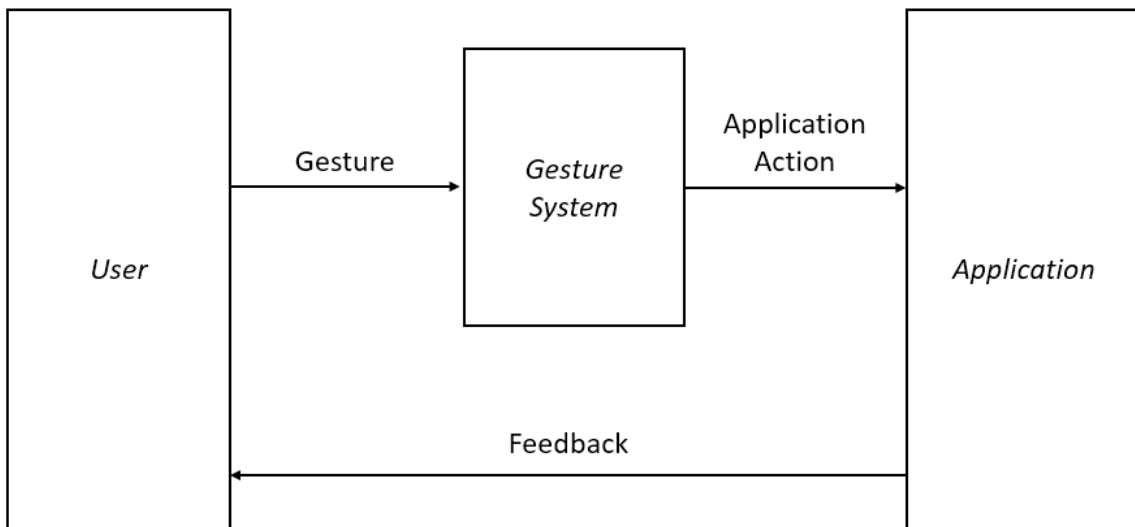 User
Gesture
Gesture
System
Application
Action
Application
Feedback